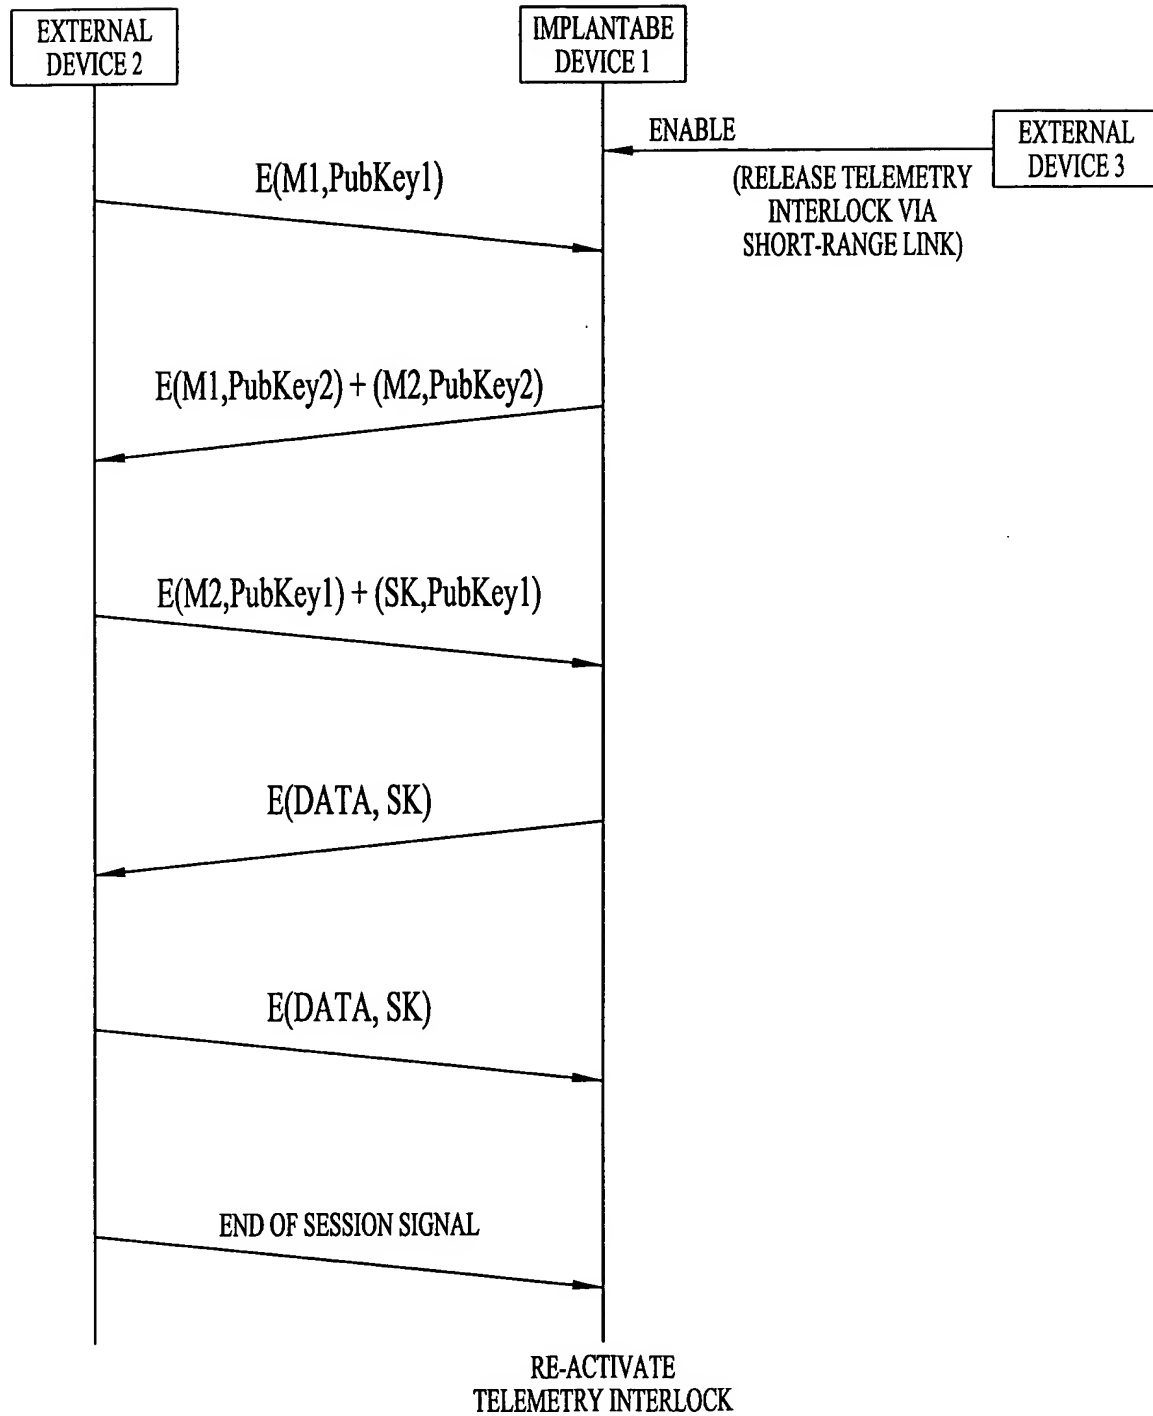 EXTERNAL
DEVICE 2
IMPLANTABE
DEVICE 1
ENABLE
EXTERNAL
DEVICE 3
(RELEASE TELEMETRY
INTERLOCK VIA
SHORT-RANGE LINK)
E(M1,PubKey1)
E(M1,PubKey2) + (M2,PubKey2)
E(M2,PubKey1) + (SK,PubKey1)
E(DATA, SK)
E(DATA, SK)
END OF SESSION SIGNAL
RE-ACTIVATE
TELEMETRY INTERLOCK